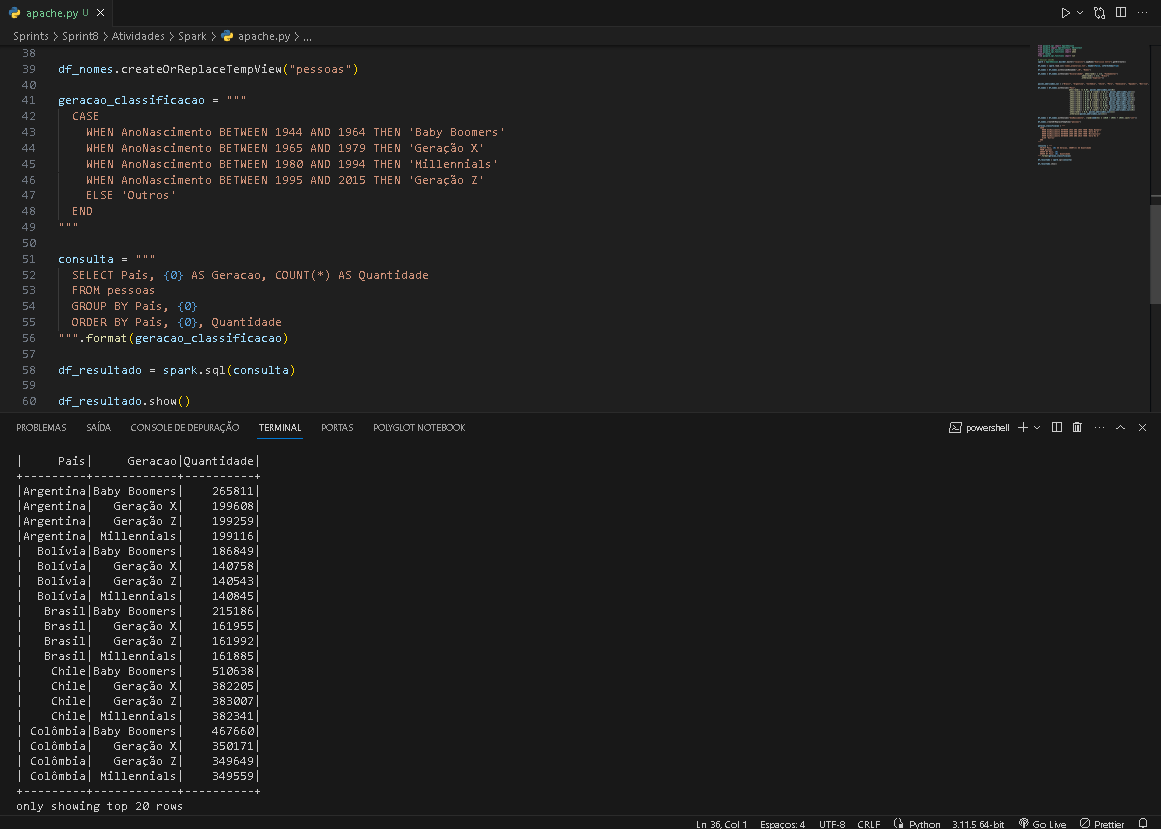 apache.py U
Sprints > Sprint8 > Atividades > Spark > apache.py > ...
38
39 df_nomes.createOrReplaceTempView("pessoas")
40
41 geracao_classificacao = """
42 CASE
43 WHEN AnoNascimento BETWEEN 1944 AND 1964 THEN 'Baby Boomers'
44 WHEN AnoNascimento BETWEEN 1965 AND 1979 THEN 'Geração X'
45 WHEN AnoNascimento BETWEEN 1980 AND 1994 THEN 'Millennials'
46 WHEN AnoNascimento BETWEEN 1995 AND 2015 THEN 'Geração Z'
47 ELSE 'Outros'
48 END
49 """
50
51 consulta = """
52 SELECT Pais, {0} AS Geracao, COUNT(*) AS Quantidade
53 FROM pessoas
54 GROUP BY Pais, {0}
55 ORDER BY Pais, {0}, Quantidade
56 """.format(geracao_classificacao)
57
58 df_resultado = spark.sql(consulta)
59
60 df_resultado.show()
PROBLEMAS SAÍDA CONSOLE DE DEPURAÇÃO TERMINAL PORTAS POLYGLOT NOTEBOOK powershell
|     Pais|     Geracao|Quantidade|
+---------+------------+----------+
|Argentina|Baby Boomers|    265811|
|Argentina|   Geração X|    199608|
|Argentina|   Geração Z|    199259|
|Argentina| Millennials|    199116|
|  Bolívia|Baby Boomers|    186849|
|  Bolívia|   Geração X|    140758|
|  Bolívia|   Geração Z|    140543|
|  Bolívia| Millennials|    140845|
|   Brasil|Baby Boomers|    215186|
|   Brasil|   Geração X|    161955|
|   Brasil|   Geração Z|    161992|
|   Brasil| Millennials|    161885|
|    Chile|Baby Boomers|    510638|
|    Chile|   Geração X|    382205|
|    Chile|   Geração Z|    383007|
|    Chile| Millennials|    382341|
| Colômbia|Baby Boomers|    467660|
| Colômbia|   Geração X|    350171|
| Colômbia|   Geração Z|    349649|
| Colômbia| Millennials|    349559|
+---------+------------+----------+
only showing top 20 rows
Ln 36, Col 1 Espaços: 4 UTF-8 CRLF Python 3.11.5 64-bit Go Live Prettier